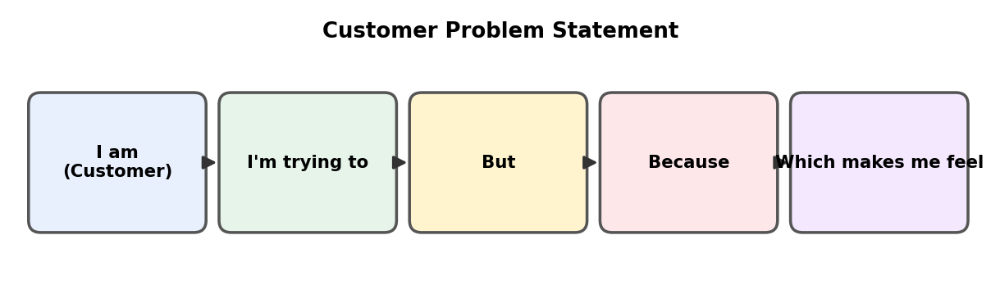 Customer Problem Statement
I am
(Customer)
I'm trying to
But
Because
Which makes me feel